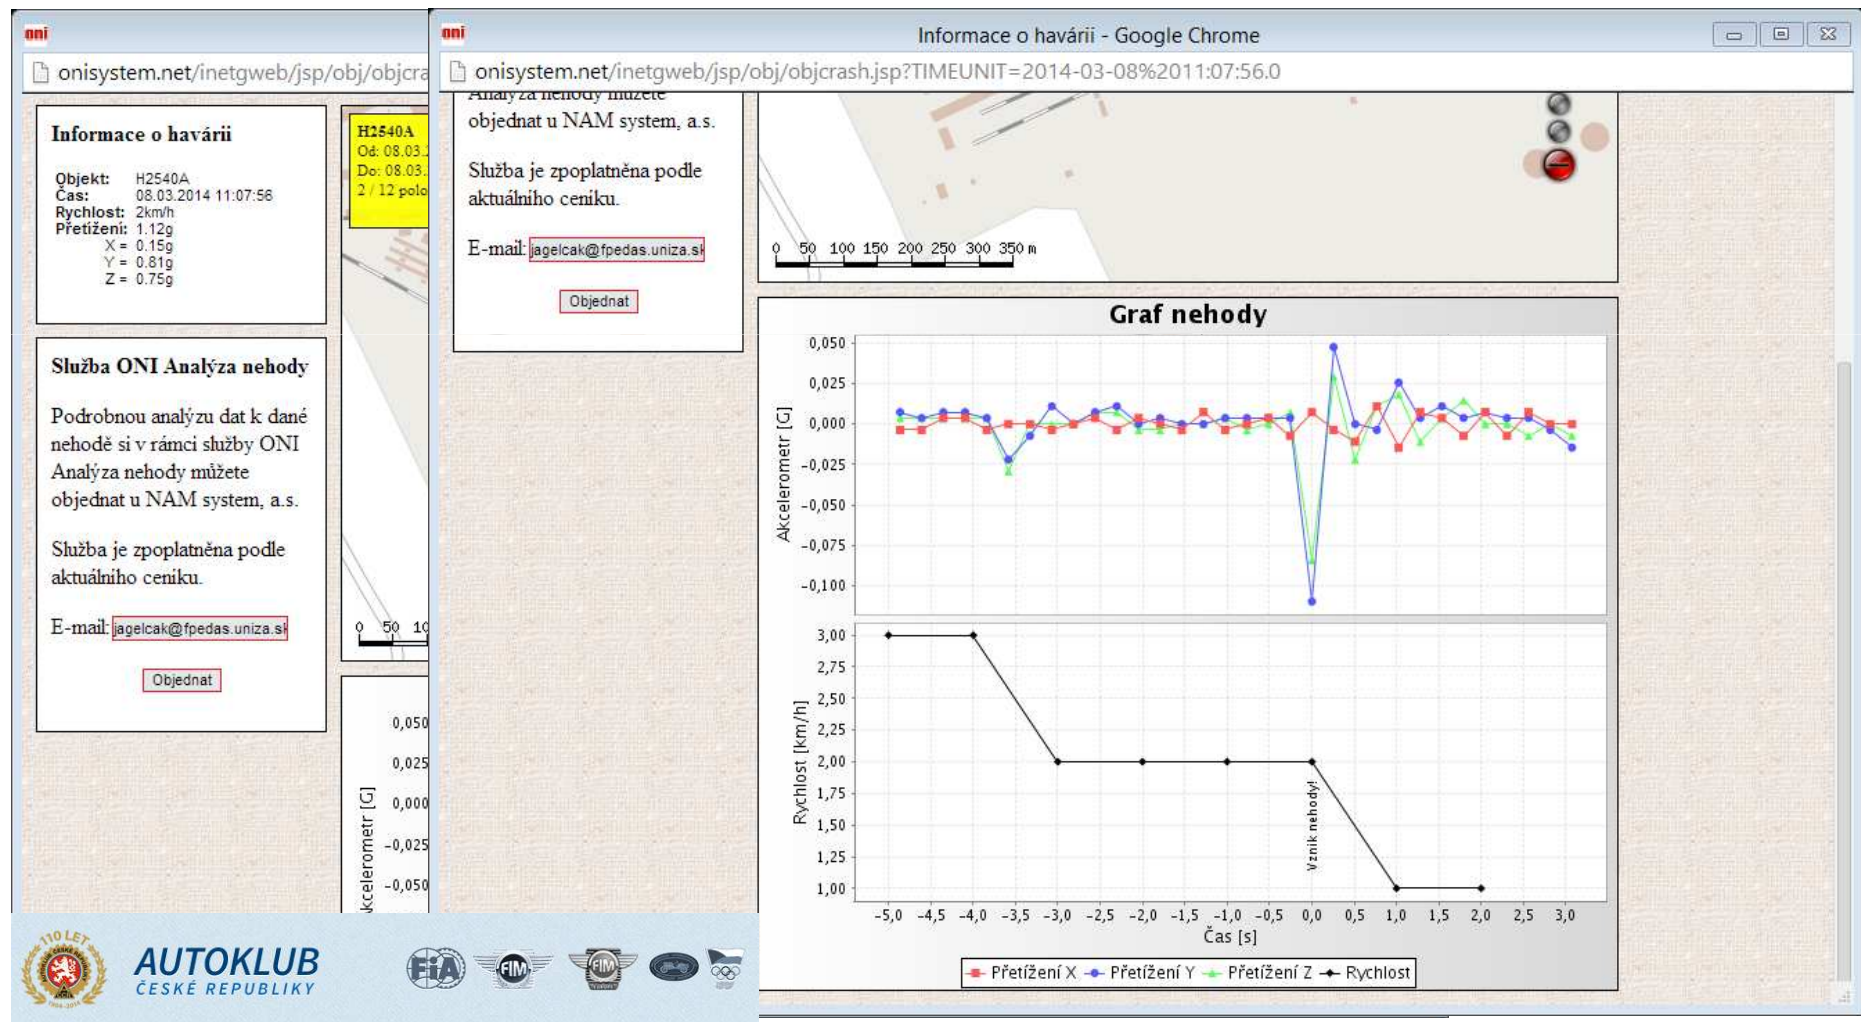 oni
onisystem.net/inetgweb/jsp/obj/objcra
Informace o havárii
Objekt: H2540A
Čas: 08.03.2014 11:07:56
Rychlost: 2km/h
Přetížení: 1.12g
X = 0.15g
Y = 0.81g
Z = 0.75g
Služba ONI Analýza nehody
Podrobnou analýzu dat k dané
nehodě si v rámci služby ONI
Analýza nehody můžete
objednat u NAM system, a.s.
Služba je zpoplatněna podle
aktuálního ceníku.
E-mail: jagelcak@fpedas.uniza.sk
Objednat
H2540A
Od: 08.03.
Do: 08.03.
2 / 12 polo
0 50 10
0,050
0,025
0,000
-0,025
-0,050
Akcelerometr [G]
110 LET
AUTOKLUB
ČESKÉ REPUBLIKY
FiA
FIM
FIM
oni
Informace o havárii - Google Chrome
onisystem.net/inetgweb/jsp/obj/objcrash.jsp?TIMEUNIT=2014-03-08%2011:07:56.0
Analýza nehody můžete
objednat u NAM system, a.s.
Služba je zpoplatněna podle
aktuálního ceníku.
E-mail: jagelcak@fpedas.uniza.sk
Objednat
0 50 100 150 200 250 300 350 m
Graf nehody
0,050
0,025
0,000
-0,025
-0,050
-0,075
-0,100
Akcelerometr [G]
3,00
2,75
2,50
2,25
2,00
1,75
1,50
1,25
1,00
Rychlost [km/h]
Vznik nehody!
-5,0 -4,5 -4,0 -3,5 -3,0 -2,5 -2,0 -1,5 -1,0 -0,5 0,0 0,5 1,0 1,5 2,0 2,5 3,0
Čas [s]
Přetížení X Přetížení Y Přetížení Z Rychlost